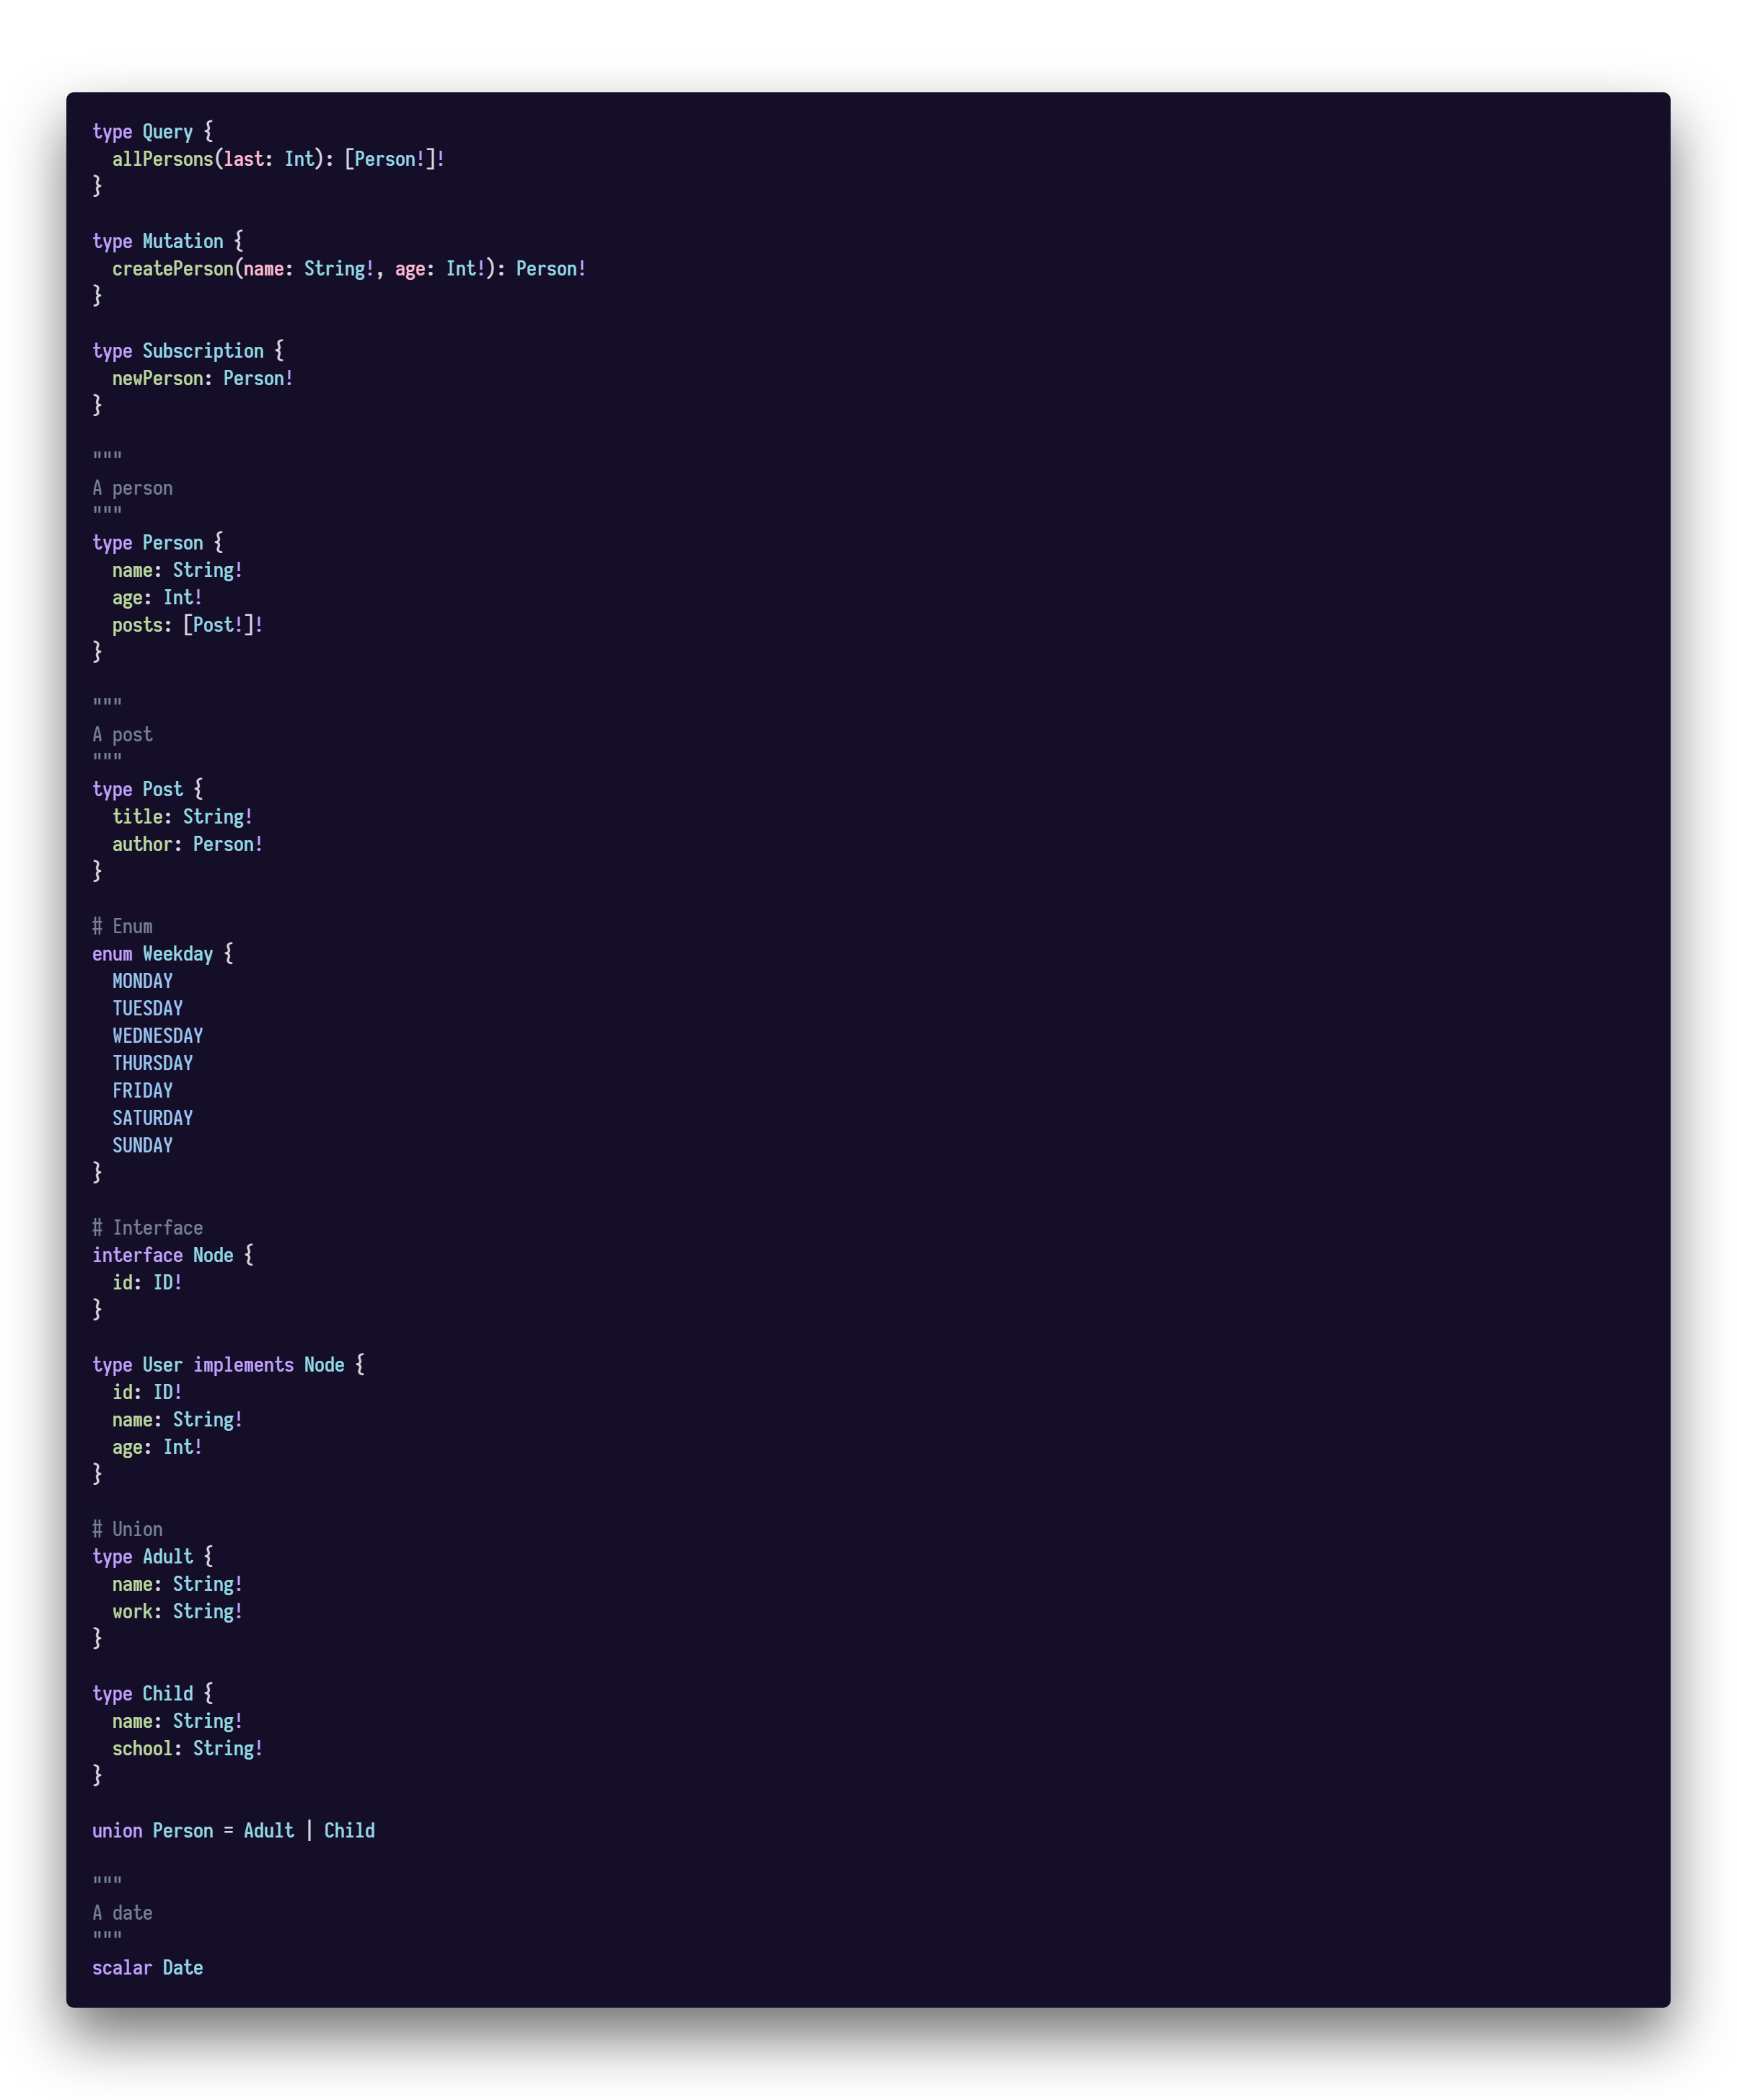 type Query {
  allPersons(last: Int): [Person!]!
}

type Mutation {
  createPerson(name: String!, age: Int!): Person!
}

type Subscription {
  newPerson: Person!
}

"""
A person
"""
type Person {
  name: String!
  age: Int!
  posts: [Post!]!
}

"""
A post
"""
type Post {
  title: String!
  author: Person!
}

# Enum
enum Weekday {
  MONDAY
  TUESDAY
  WEDNESDAY
  THURSDAY
  FRIDAY
  SATURDAY
  SUNDAY
}

# Interface
interface Node {
  id: ID!
}

type User implements Node {
  id: ID!
  name: String!
  age: Int!
}

# Union
type Adult {
  name: String!
  work: String!
}

type Child {
  name: String!
  school: String!
}

union Person = Adult | Child

"""
A date
"""
scalar Date